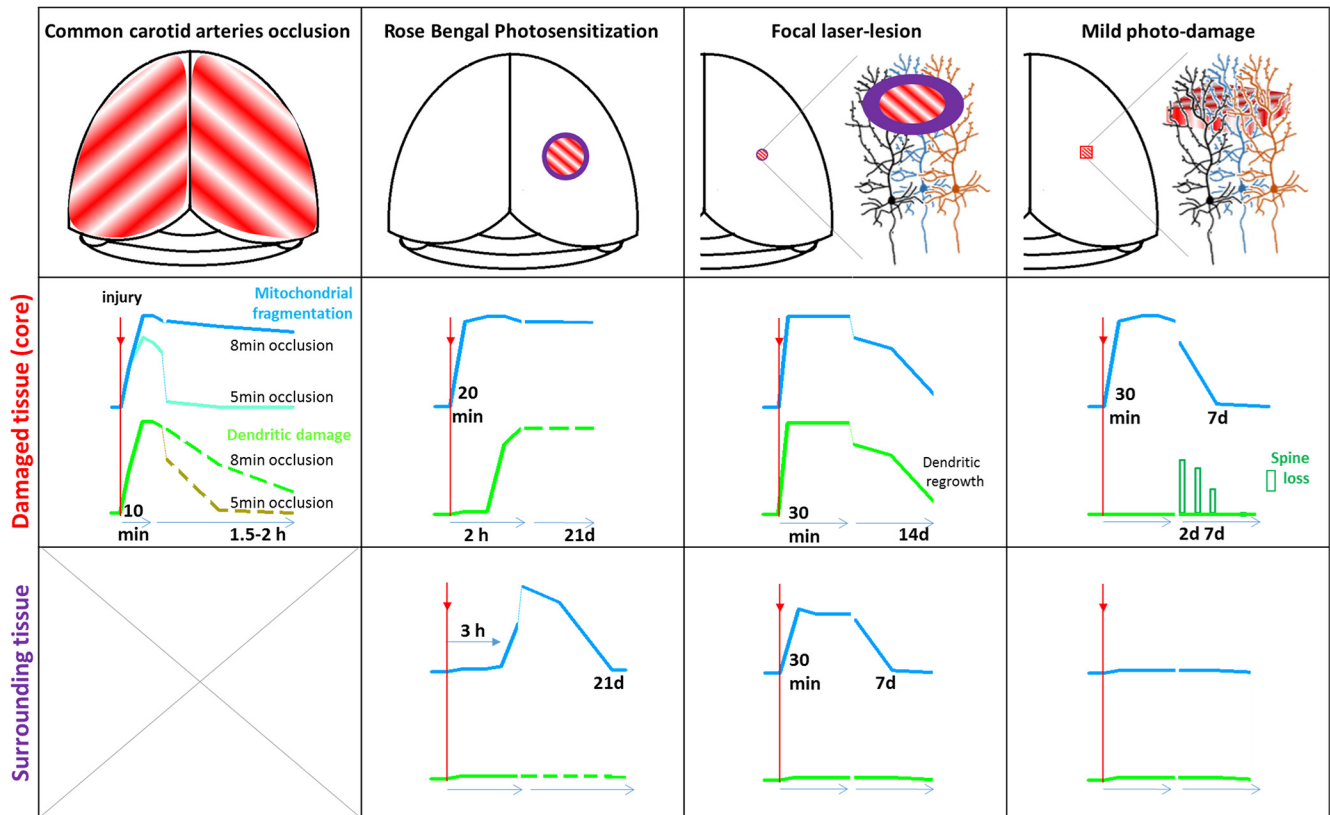 Common carotid arteries occlusion
Rose Bengal Photosensitization
Focal laser-lesion
Mild photo-damage
Damaged tissue (core)
injury
Mitochondrial
fragmentation
8min occlusion
5min occlusion
Dendritic damage
8min occlusion
5min occlusion
10
min
1.5-2 h
20
min
2 h
21d
Dendritic
regrowth
30
min
14d
30
min
7d
Spine
loss
2d 7d
Surrounding tissue
3 h
21d
30
min
7d